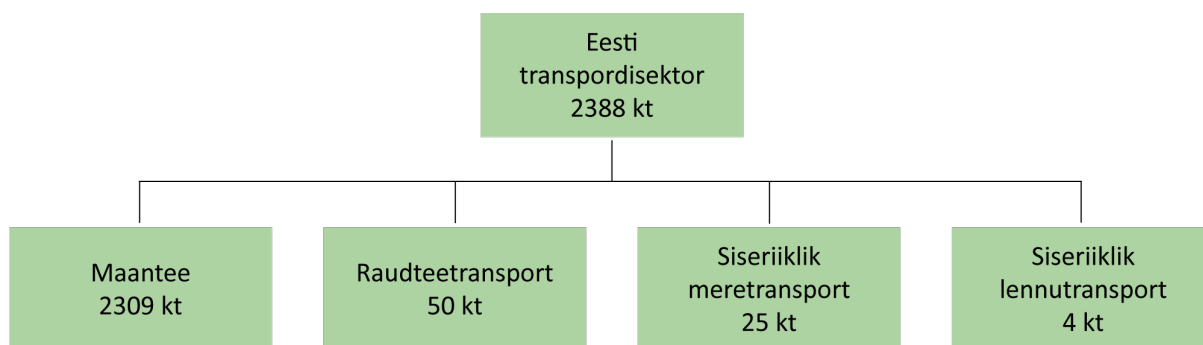 Eesti
transpordisektor
2388 kt
Maantee
2309 kt
Raudteetransport
50 kt
Siseriiklik
meretransport
25 kt
Siseriiklik
lennutransport
4 kt